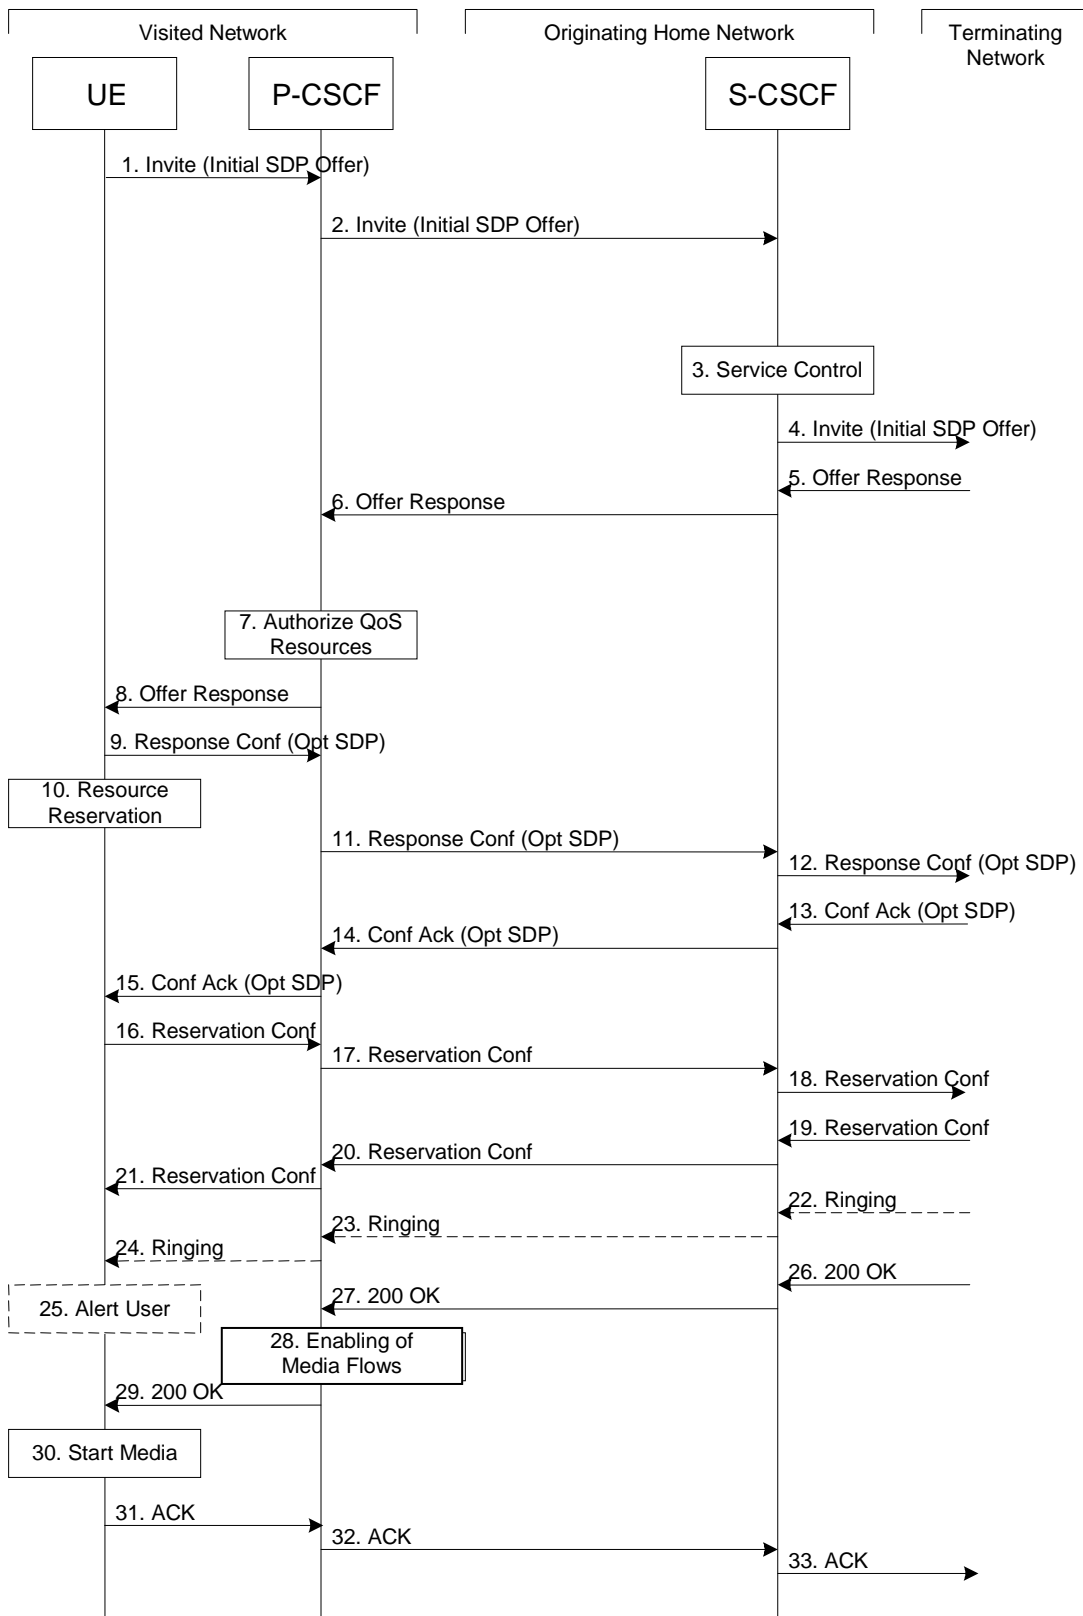 Visited Network
Originating Home Network
Terminating
Network
UE
P-CSCF
S-CSCF
1. Invite (Initial SDP Offer)
2. Invite (Initial SDP Offer)
3. Service Control
4. Invite (Initial SDP Offer)
5. Offer Response
6. Offer Response
7. Authorize QoS
Resources
8. Offer Response
9. Response Conf (Opt SDP)
10. Resource
Reservation
11. Response Conf (Opt SDP)
12. Response Conf (Opt SDP)
13. Conf Ack (Opt SDP)
14. Conf Ack (Opt SDP)
15. Conf Ack (Opt SDP)
16. Reservation Conf
17. Reservation Conf
18. Reservation Conf
19. Reservation Conf
20. Reservation Conf
21. Reservation Conf
22. Ringing
23. Ringing
24. Ringing
25. Alert User
26. 200 OK
27. 200 OK
28. Enabling of
Media Flows
29. 200 OK
30. Start Media
31. ACK
32. ACK
33. ACK